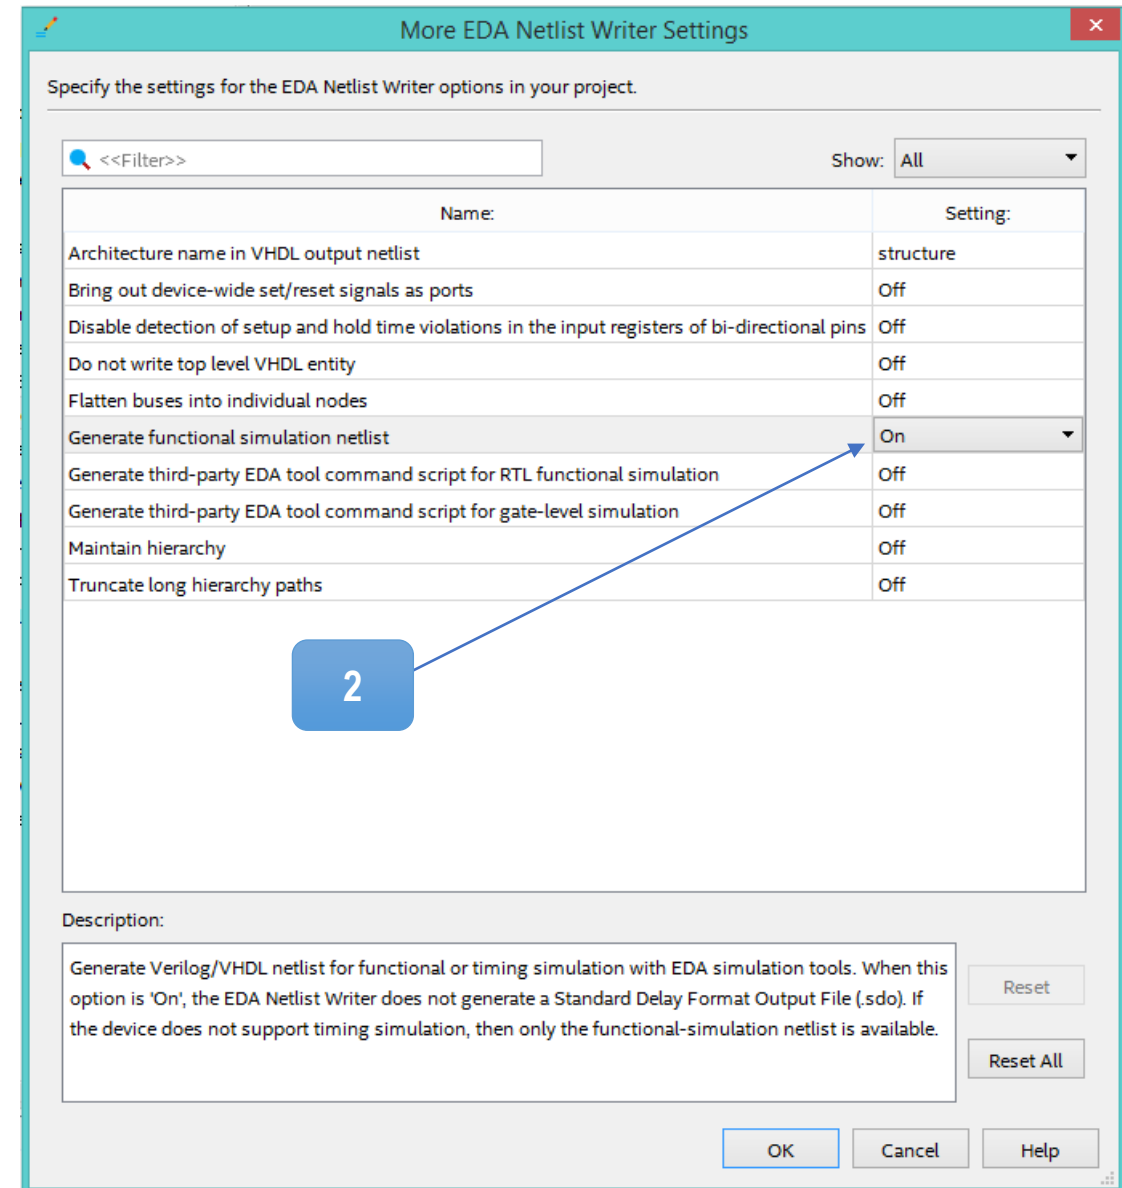 More EDA Netlist Writer Settings
Specify the settings for the EDA Netlist Writer options in your project.
<<Filter>>
Show: All
Name: Setting:
Architecture name in VHDL output netlist structure
Bring out device-wide set/reset signals as ports Off
Disable detection of setup and hold time violations in the input registers of bi-directional pins Off
Do not write top level VHDL entity Off
Flatten buses into individual nodes Off
Generate functional simulation netlist On
Generate third-party EDA tool command script for RTL functional simulation Off
Generate third-party EDA tool command script for gate-level simulation Off
Maintain hierarchy Off
Truncate long hierarchy paths Off
2
Description:
Generate Verilog/VHDL netlist for functional or timing simulation with EDA simulation tools. When this
option is 'On', the EDA Netlist Writer does not generate a Standard Delay Format Output File (.sdo). If
the device does not support timing simulation, then only the functional-simulation netlist is available.
Reset
Reset All
OK Cancel Help